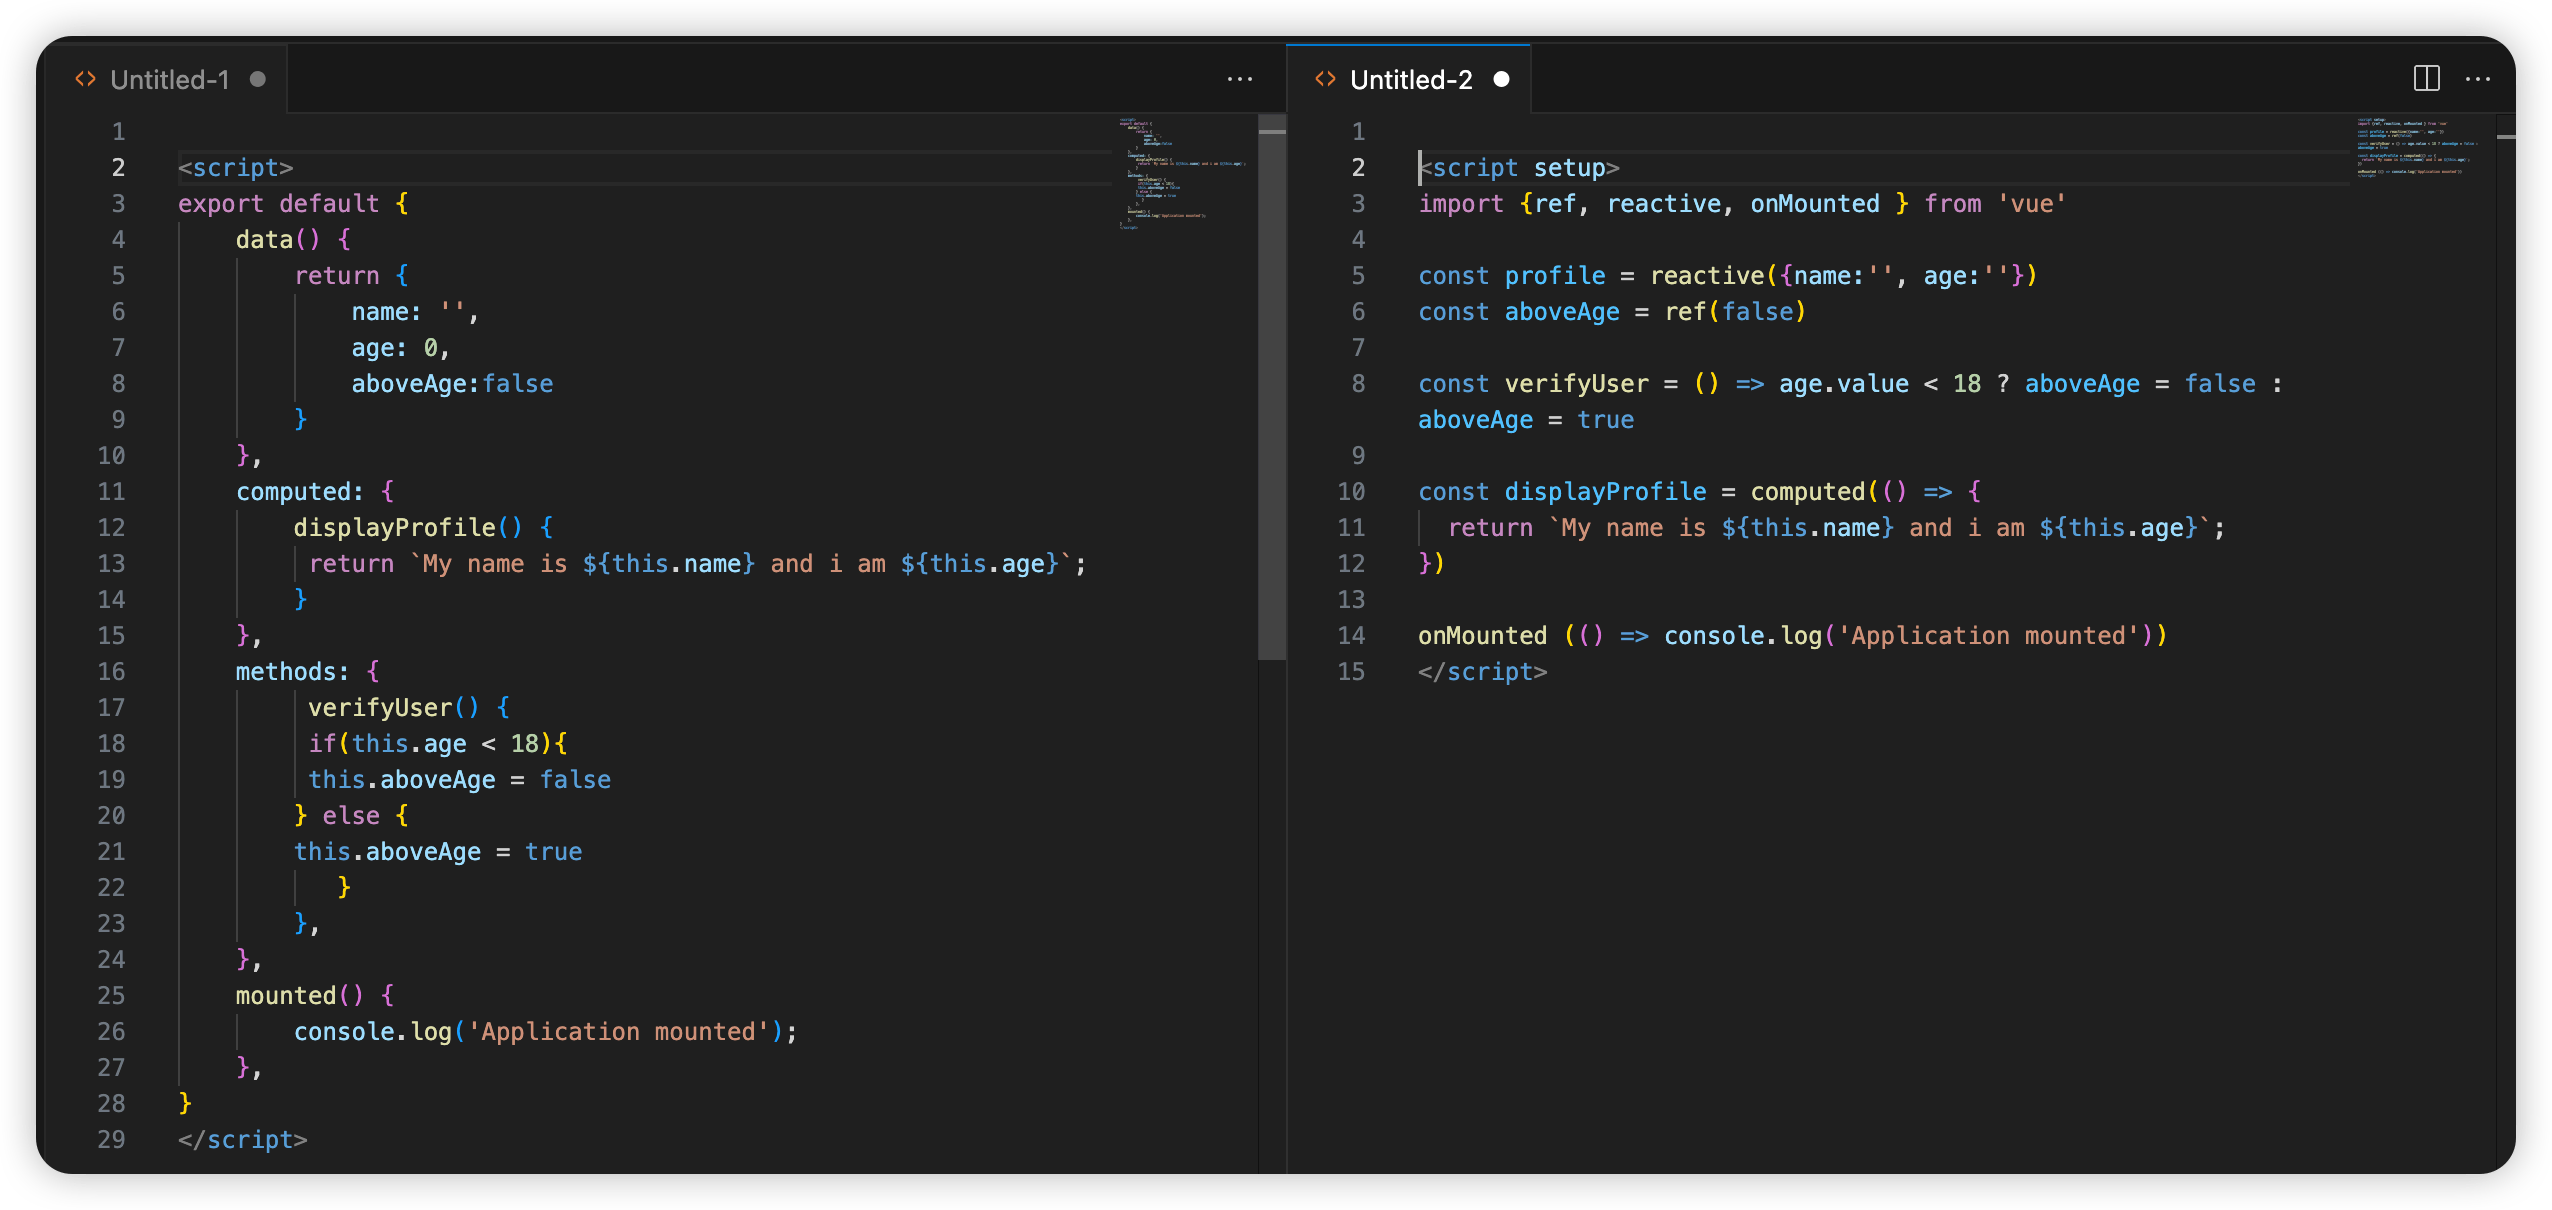 Untitled-1
1
2 <script>
3 export default {
4 data() {
5 return {
6 name: '',
7 age: 0,
8 aboveAge:false
9 }
10 },
11 computed: {
12 displayProfile() {
13 return `My name is ${this.name} and i am ${this.age}`;
14 }
15 },
16 methods: {
17 verifyUser() {
18 if(this.age < 18){
19 this.aboveAge = false
20 } else {
21 this.aboveAge = true
22 }
23 },
24 },
25 mounted() {
26 console.log('Application mounted');
27 },
28 }
29 </script>
Untitled-2
1
2 <script setup>
3 import {ref, reactive, onMounted } from 'vue'
4
5 const profile = reactive({name:'', age:''})
6 const aboveAge = ref(false)
7
8 const verifyUser = () => age.value < 18 ? aboveAge = false :
aboveAge = true
9
10 const displayProfile = computed(() => {
11 return `My name is ${this.name} and i am ${this.age}`;
12 })
13
14 onMounted (() => console.log('Application mounted'))
15 </script>